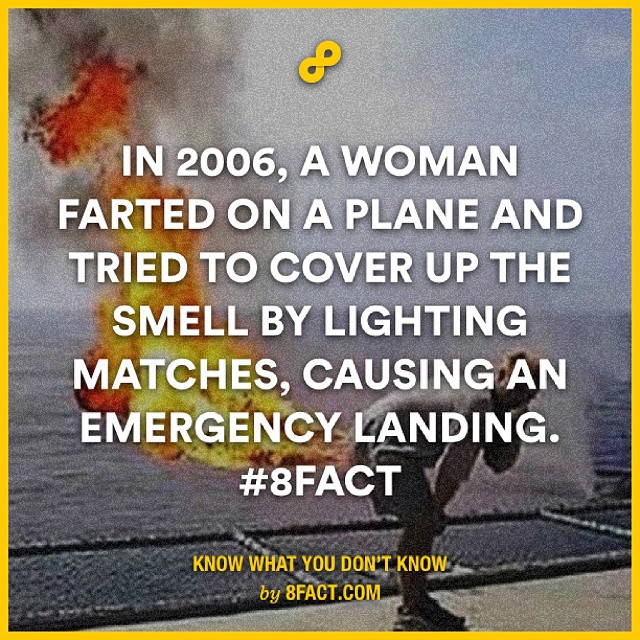 IN 2006, A WOMAN
FARTED ON A PLANE AND
TRIED TO COVER UP THE
SMELL BY LIGHTING
MATCHES, CAUSING AN
EMERGENCY LANDING.
#8FACT
KNOW WHAT YOU DON'T KNOW
by 8FACT.COM